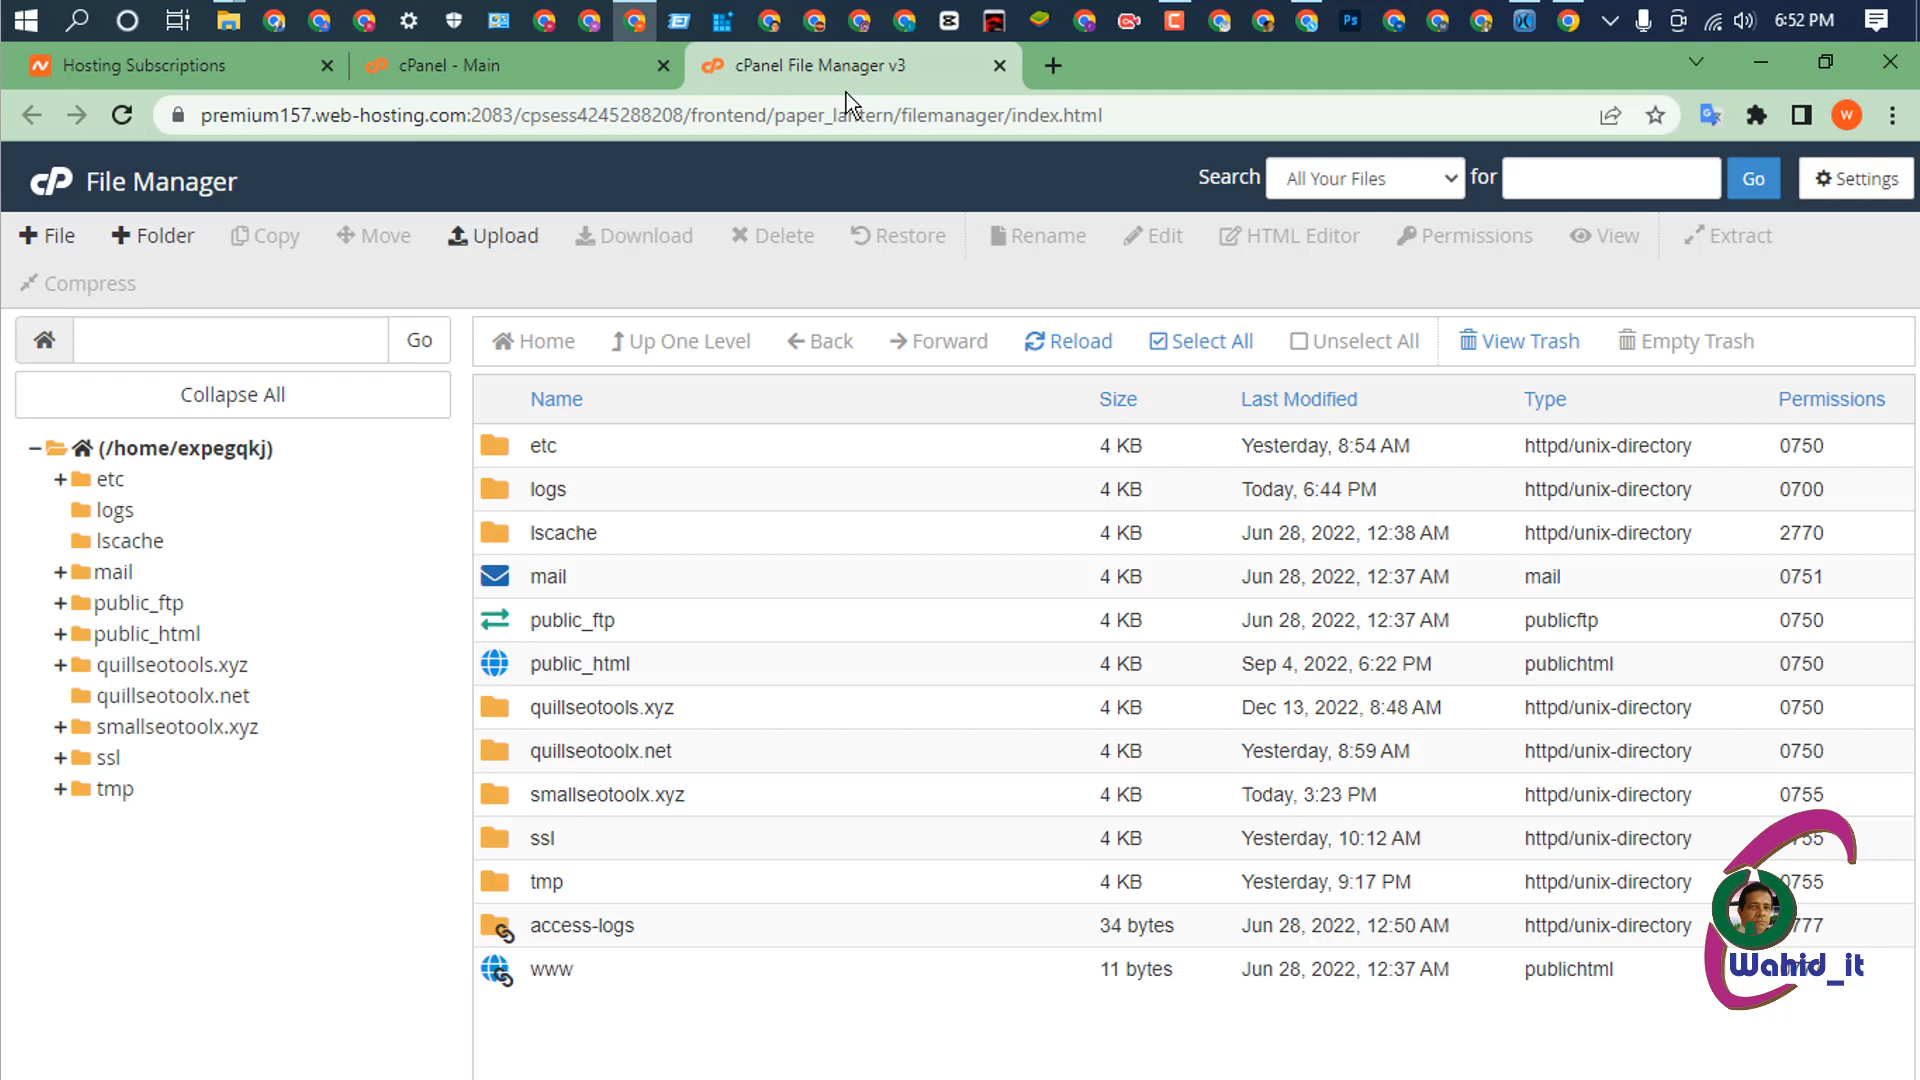 6:52 PM
Hosting Subscriptions
cPanel - Main
cPanel File Manager v3
premium157.web-hosting.com:2083/cpsess4245288208/frontend/paper_lantern/filemanager/index.html
W
cP File Manager
Search All Your Files for Go Settings
File Folder Copy Move Upload Download Delete Restore Rename Edit HTML Editor Permissions View Extract
Compress
Go
Home Up One Level Back Forward Reload Select All Unselect All View Trash Empty Trash
Collapse All
(/home/expegqkj)
etc
logs
lscache
mail
public_ftp
public_html
quillseotools.xyz
quillseotoolx.net
smallseotoolx.xyz
ssl
tmp
Name Size Last Modified Type Permissions
etc 4 KB Yesterday, 8:54 AM httpd/unix-directory 0750
logs 4 KB Today, 6:44 PM httpd/unix-directory 0700
lscache 4 KB Jun 28, 2022, 12:38 AM httpd/unix-directory 2770
mail 4 KB Jun 28, 2022, 12:37 AM mail 0751
public_ftp 4 KB Jun 28, 2022, 12:37 AM publicftp 0750
public_html 4 KB Sep 4, 2022, 6:22 PM publichtml 0750
quillseotools.xyz 4 KB Dec 13, 2022, 8:48 AM httpd/unix-directory 0750
quillseotoolx.net 4 KB Yesterday, 8:59 AM httpd/unix-directory 0750
smallseotoolx.xyz 4 KB Today, 3:23 PM httpd/unix-directory 0755
ssl 4 KB Yesterday, 10:12 AM httpd/unix-directory
tmp 4 KB Yesterday, 9:17 PM httpd/unix-directory 0755
access-logs 34 bytes Jun 28, 2022, 12:50 AM httpd/unix-directory
www 11 bytes Jun 28, 2022, 12:37 AM publichtml
Wahid_it